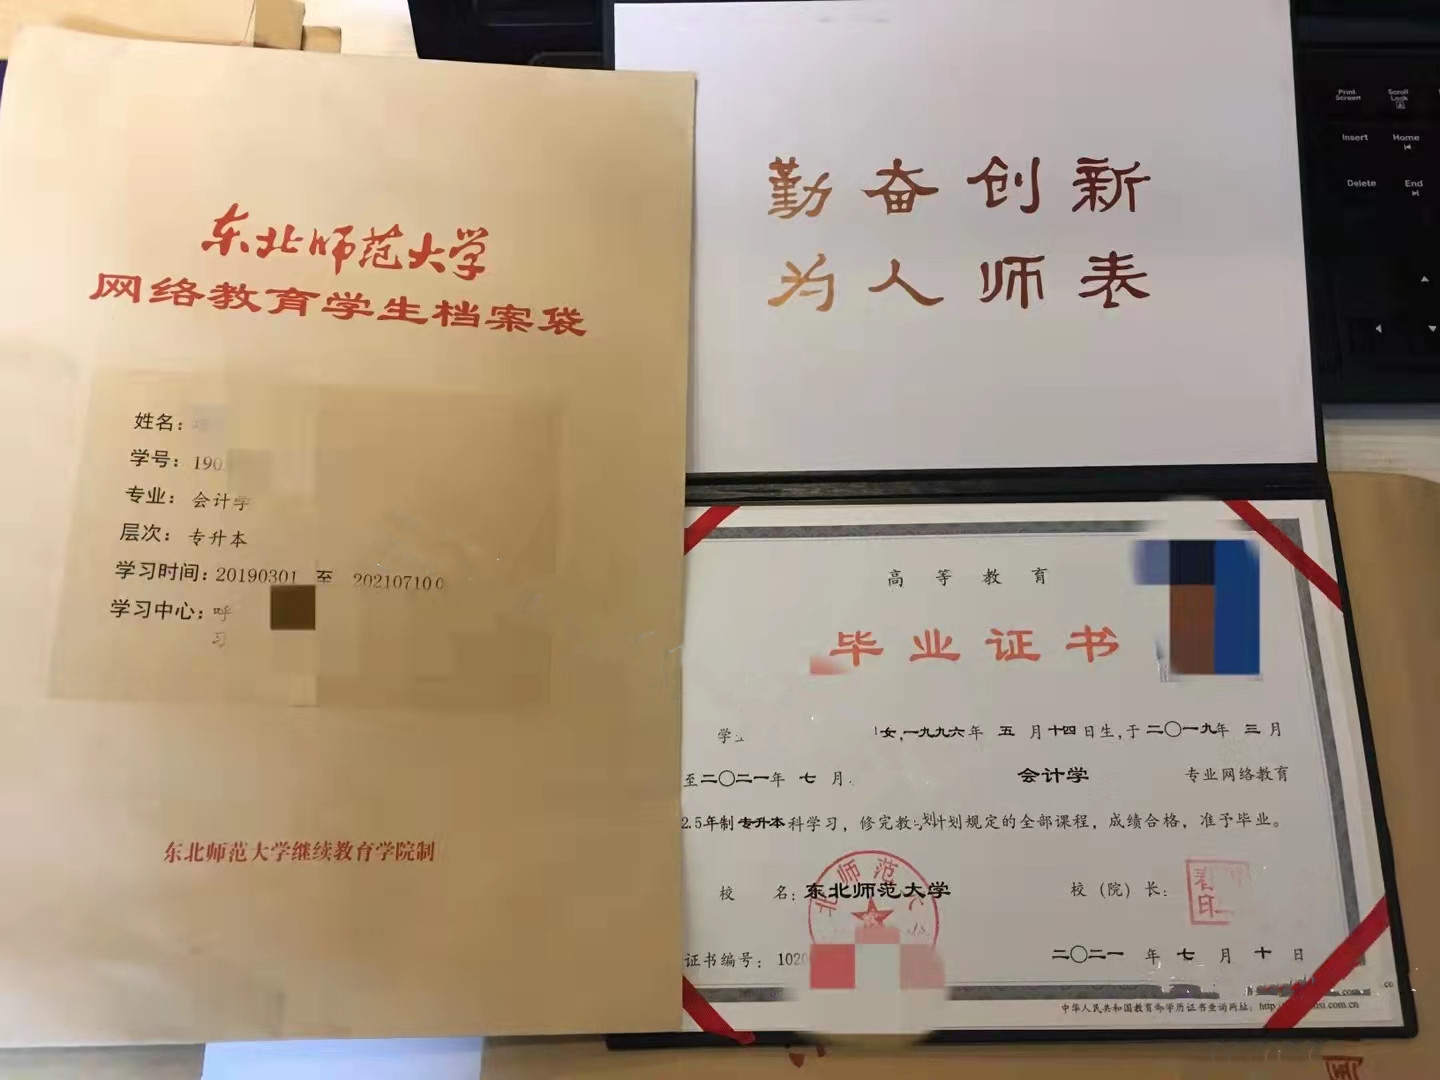 东北师范大学
网络教育学生档案袋
姓名：
学号：190
专业：会计学
层次：专升本
学习时间：20190301 至 20210710
学习中心：呼
习
东北师范大学继续教育学院制
勤奋创新
为人师表
高等教育
毕业证书
学
女,一九九六年 五 月十四日生,于二〇一九年 三 月
至二〇二一年 七 月
会计学 专业网络教育
2.5年制专升本科学习，修完教 计划规定的全部课程，成绩合格，准予毕业。
校 名：东北师范大学
校（院）长：
证书编号：102
二〇二一 年 七 月 十 日
中华人民共和国教育部学历证书查询网址：http
.com.cn
Print Screen
Scroll Lock
Insert
Home
Delete
End